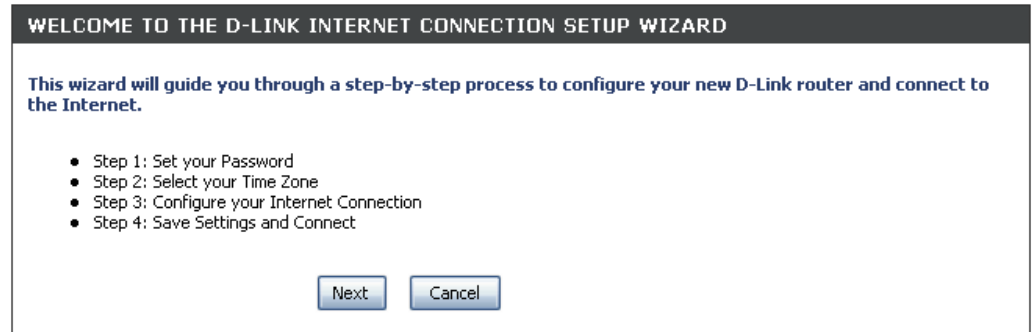 WELCOME TO THE D-LINK INTERNET CONNECTION SETUP WIZARD
This wizard will guide you through a step-by-step process to configure your new D-Link router and connect to
the Internet.
● Step 1: Set your Password
● Step 2: Select your Time Zone
● Step 3: Configure your Internet Connection
● Step 4: Save Settings and Connect
Next Cancel